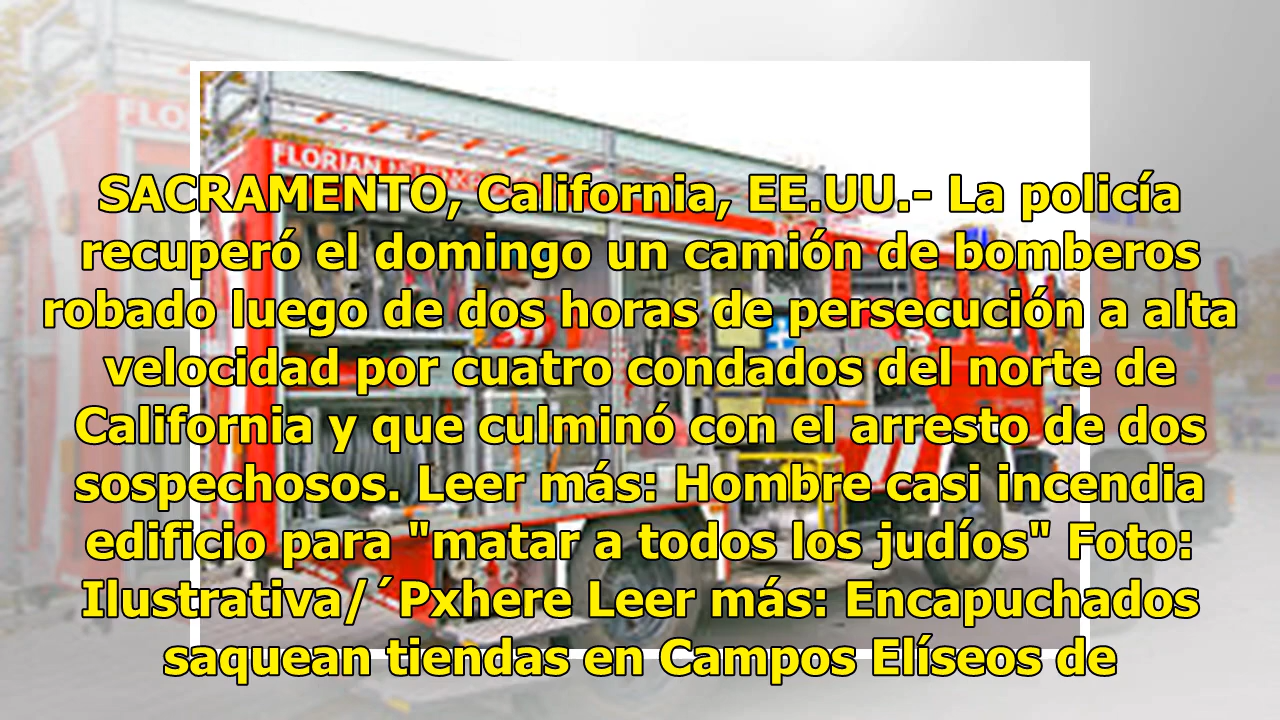 FLORIAN
SACRAMENTO, California, EE.UU.- La policía
recuperó el domingo un camión de bomberos
robado luego de dos horas de persecución a alta
velocidad por cuatro condados del norte de
California y que culminó con el arresto de dos
sospechosos. Leer más: Hombre casi incendia
edificio para "matar a todos los judíos" Foto:
Ilustrativa/´Pxhere Leer más: Encapuchados
saquean tiendas en Campos Elíseos de